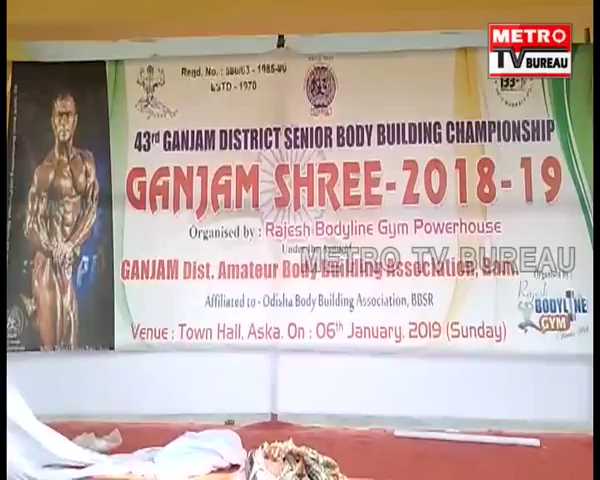 METRO
TV BUREAU
Regd. No. : 580/63 - 1985-86
ESTD - 1970
133
43rd GANJAM DISTRICT SENIOR BODY BUILDING CHAMPIONSHIP
GANJAM SHREE-2018-19
Organised by : Rajesh Bodyline Gym Powerhouse
METRO TV BUREAU
GANJAM Dist. Amateur Body Building Association, Bam.
Affiliated to - Odisha Body Building Association, BBSR
Rajesh
BODYLINE
GYM
Venue : Town Hall, Aska. On : 06th January, 2019 (Sunday)